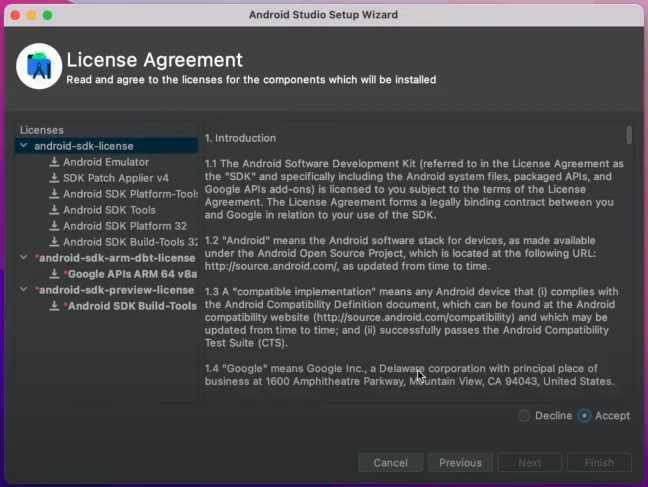 Android Studio Setup Wizard
License Agreement
Read and agree to the licenses for the components which will be installed
Licenses
android-sdk-license
Android Emulator
SDK Patch Applier v4
Android SDK Platform-Tools
Android SDK Tools
Android SDK Platform 32
Android SDK Build-Tools 32
*android-sdk-arm-dbt-license
*Google APIs ARM 64 v8a
*android-sdk-preview-license
*Android SDK Build-Tools
1. Introduction
1.1 The Android Software Development Kit (referred to in the License Agreement as
the "SDK" and specifically including the Android system files, packaged APIs, and
Google APIs add-ons) is licensed to you subject to the terms of the License
Agreement. The License Agreement forms a legally binding contract between you
and Google in relation to your use of the SDK.
1.2 "Android" means the Android software stack for devices, as made available
under the Android Open Source Project, which is located at the following URL:
http://source.android.com/, as updated from time to time.
1.3 A "compatible implementation" means any Android device that (i) complies with
the Android Compatibility Definition document, which can be found at the Android
compatibility website (http://source.android.com/compatibility) and which may be
updated from time to time; and (ii) successfully passes the Android Compatibility
Test Suite (CTS).
1.4 "Google" means Google Inc., a Delaware corporation with principal place of
business at 1600 Amphitheatre Parkway, Mountain View, CA 94043, United States.
Decline Accept
Cancel Previous Next Finish